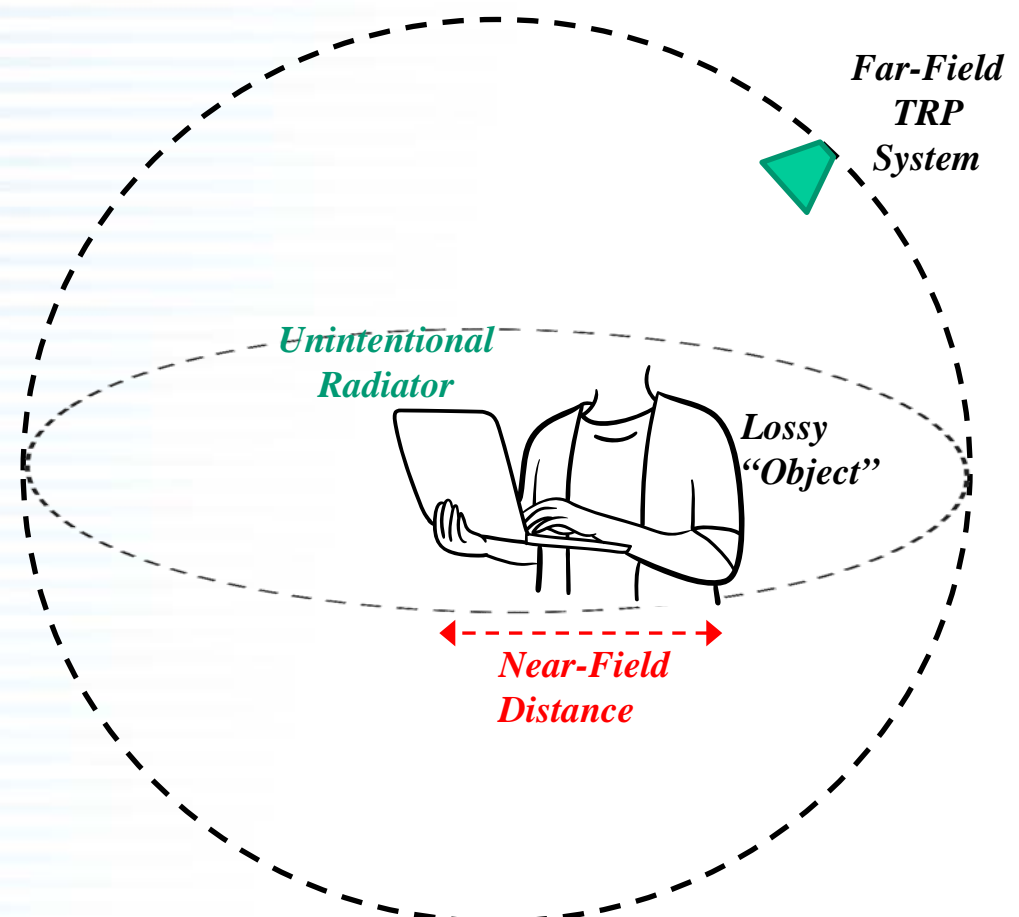 Far-Field
TRP
System
Unintentional
Radiator
Lossy
“Object”
Near-Field
Distance